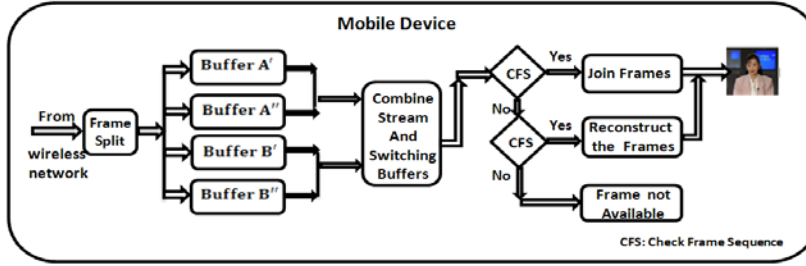 Mobile Device
From
wireless
network
Frame
Split
Buffer A′
Buffer A′′
Buffer B′
Buffer B′′
Combine
Stream
And
Switching
Buffers
CFS
Yes
Join Frames
No
CFS
Yes
Reconstruct
the Frames
No
Frame not
Available
CFS: Check Frame Sequence